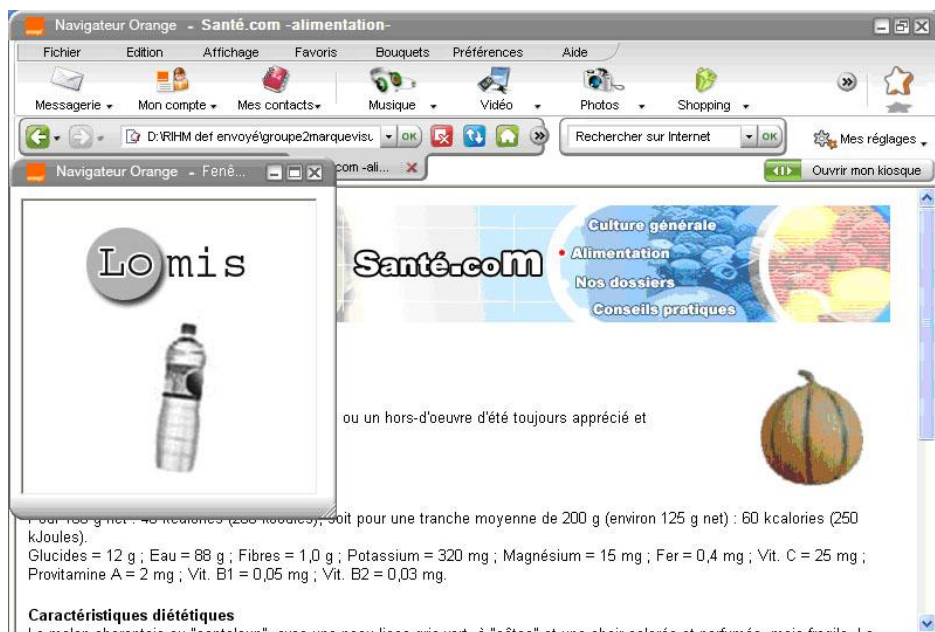 Navigateur Orange - Santé.com -alimentation-
Fichier Edition Affichage Favoris Bouquets Préférences Aide
Messagerie Mon compte Mes contacts Musique Vidéo Photos Shopping
D:\RIHM def envoyé\groupe2marquevisu OK Rechercher sur Internet OK Mes réglages
com -ali... Ouvrir mon kiosque
Navigateur Orange - Fenê...
Lomis
Santé.com
Culture générale
Alimentation
Nos dossiers
Conseils pratiques
ou un hors-d'oeuvre d'été toujours apprécié et
soit pour une tranche moyenne de 200 g (environ 125 g net) : 60 kcalories (250
kJoules).
Glucides = 12 g ; Eau = 88 g ; Fibres = 1,0 g ; Potassium = 320 mg ; Magnésium = 15 mg ; Fer = 0,4 mg ; Vit. C = 25 mg ;
Provitamine A = 2 mg ; Vit. B1 = 0,05 mg ; Vit. B2 = 0,03 mg.
Caractéristiques diététiques